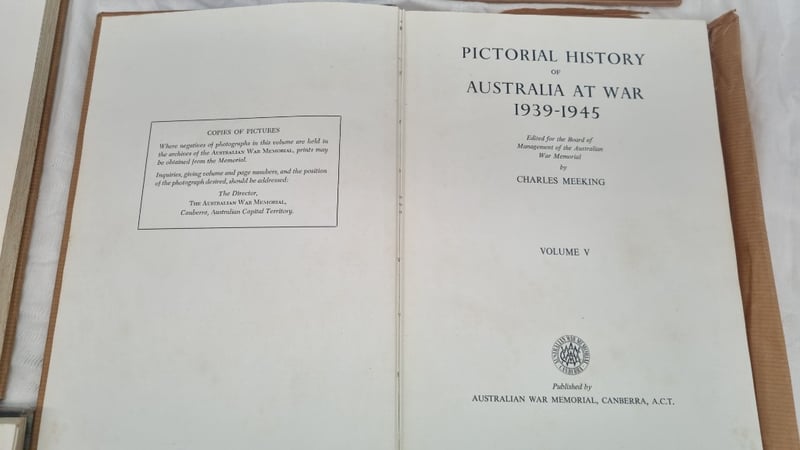 COPIES OF PICTURES
Where negatives of photographs in this volume are held in
the archives of the AUSTRALIAN WAR MEMORIAL, prints may
be obtained from the Memorial.
Inquiries, giving volume and page numbers, and the position
of the photograph desired, should be addressed:
The Director,
THE AUSTRALIAN WAR MEMORIAL,
Canberra, Australian Capital Territory.
PICTORIAL HISTORY
OF
AUSTRALIA AT WAR
1939-1945
Edited for the Board of
Management of the Australian
War Memorial
by
CHARLES MEEKING
VOLUME V
AUSTRALIAN WAR MEMORIAL
CANBERRA
Published by
AUSTRALIAN WAR MEMORIAL, CANBERRA, A.C.T.